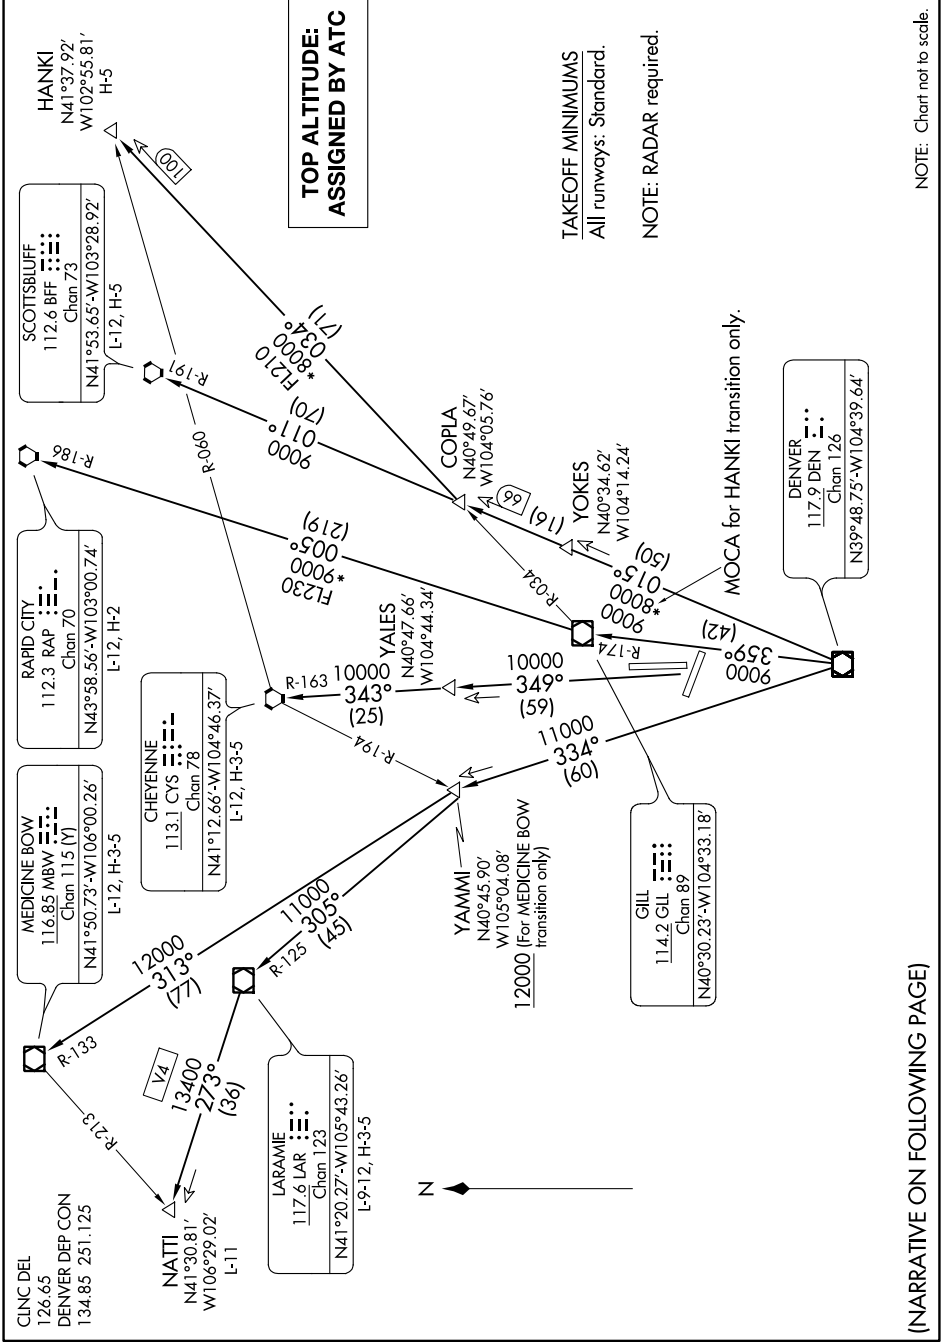 CLNC DEL
126.65
DENVER DEP CON
134.85 251.125
NATTI
N41°30.81′
W106°29.02′
L-11
R-213
MEDICINE BOW
116.85 MBW
Chan 115 (Y)
N41°50.73′-W106°00.26′
L-12, H-3-5
R-133
V4
13400
273°
(36)
12000
313°
(77)
LARAMIE
117.6 LAR
Chan 123
N41°20.27′-W105°43.26′
L-9-12, H-3-5
R-125
11000
305°
(45)
CHEYENNE
113.1 CYS
Chan 78
N41°12.66′-W104°46.37′
L-12, H-3-5
R-194
R-163
R-060
RAPID CITY
112.3 RAP
Chan 70
N43°58.56′-W103°00.74′
L-12, H-2
R-186
SCOTTSBLUFF
112.6 BFF
Chan 73
N41°53.65′-W103°28.92′
L-12, H-5
R-191
HANKI
N41°37.92′
W102°55.81′
H-5
100
TOP ALTITUDE:
ASSIGNED BY ATC
FL210
*8000
034°
(71)
9000
011°
(70)
FL230
*9000
005°
(219)
10000
343°
(25)
YALES
N40°47.66′
W104°44.34′
10000
349°
(59)
YAMMI
N40°45.90′
W105°04.08′
12000 (For MEDICINE BOW
transition only)
11000
334°
(60)
COPLA
N40°49.67′
W104°05.76′
66
(16)
R-034
YOKES
N40°34.62′
W104°14.24′
9000
*8000
015°
(50)
MOCA for HANKI transition only.
R-174
9000
359°
(42)
GILL
114.2 GLL
Chan 89
N40°30.23′-W104°33.18′
DENVER
117.9 DEN
Chan 126
N39°48.75′-W104°39.64′
N
TAKEOFF MINIMUMS
All runways: Standard.
NOTE: RADAR required.
(NARRATIVE ON FOLLOWING PAGE)
NOTE: Chart not to scale.